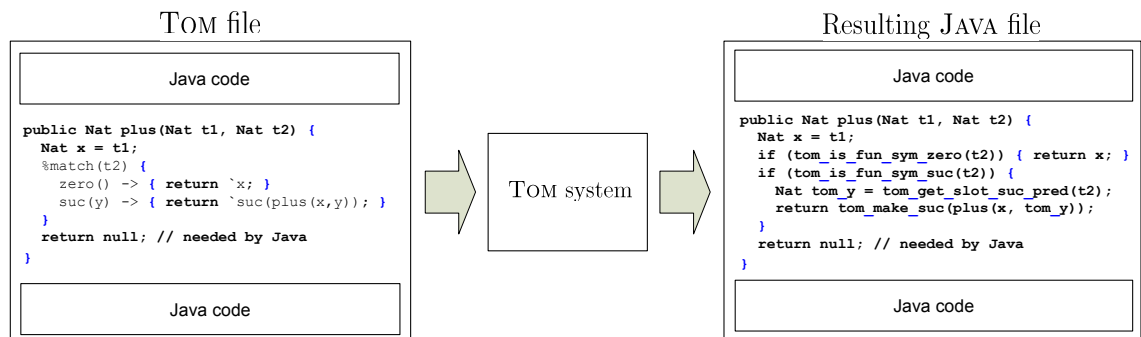 TOM file
Java code
public Nat plus(Nat t1, Nat t2) {
  Nat x = t1;
  %match(t2) {
    zero() -> { return `x; }
    suc(y) -> { return `suc(plus(x,y)); }
  }
  return null; // needed by Java
}
Java code
TOM system
Resulting JAVA file
Java code
public Nat plus(Nat t1, Nat t2) {
  Nat x = t1;
  if (tom_is_fun_sym_zero(t2)) { return x; }
  if (tom_is_fun_sym_suc(t2)) {
    Nat tom_y = tom_get_slot_suc_pred(t2);
    return tom_make_suc(plus(x, tom_y));
  }
  return null; // needed by Java
}
Java code